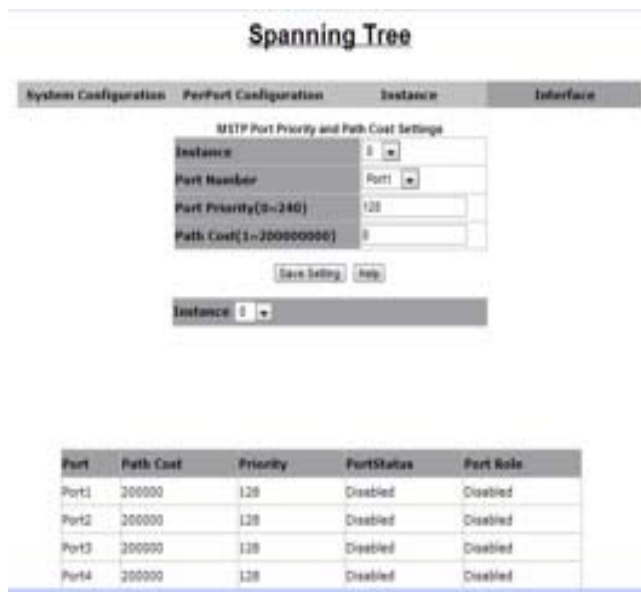 Spanning Tree
System Configuration PerPort Configuration Instance Interface
MSTP Port Priority and Path Cost Settings
Instance 0
Port Number Port1
Port Priority(0~240) 128
Path Cost(1~200000000) 0
Save Setting Help
Instance 0
Port Path Cost Priority PortStatus Port Role
Port1 200000 128 Disabled Disabled
Port2 200000 128 Disabled Disabled
Port3 200000 128 Disabled Disabled
Port4 200000 128 Disabled Disabled